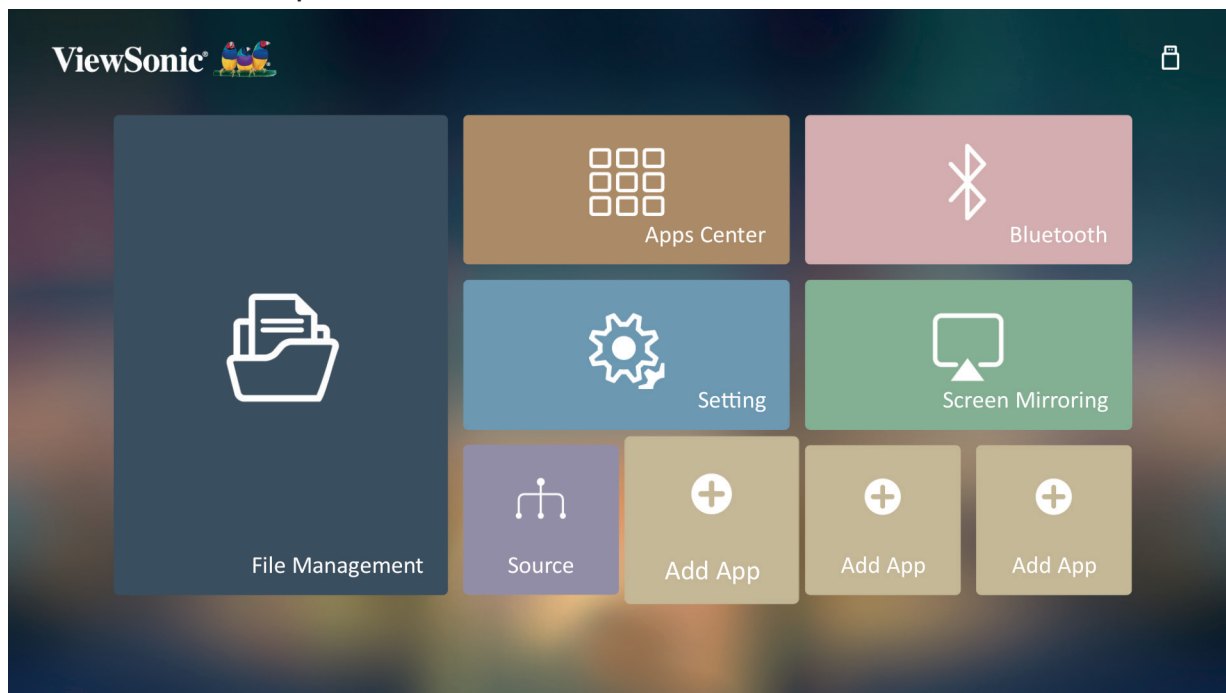 ViewSonic®
Apps Center
Bluetooth
Setting
Screen Mirroring
File Management
Source
Add App
Add App
Add App